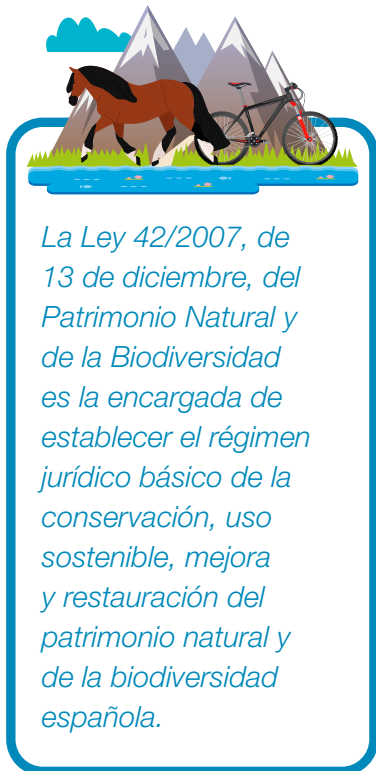 La Ley 42/2007, de
13 de diciembre, del
Patrimonio Natural y
de la Biodiversidad
es la encargada de
establecer el régimen
jurídico básico de la
conservación, uso
sostenible, mejora
y restauración del
patrimonio natural y
de la biodiversidad
española.